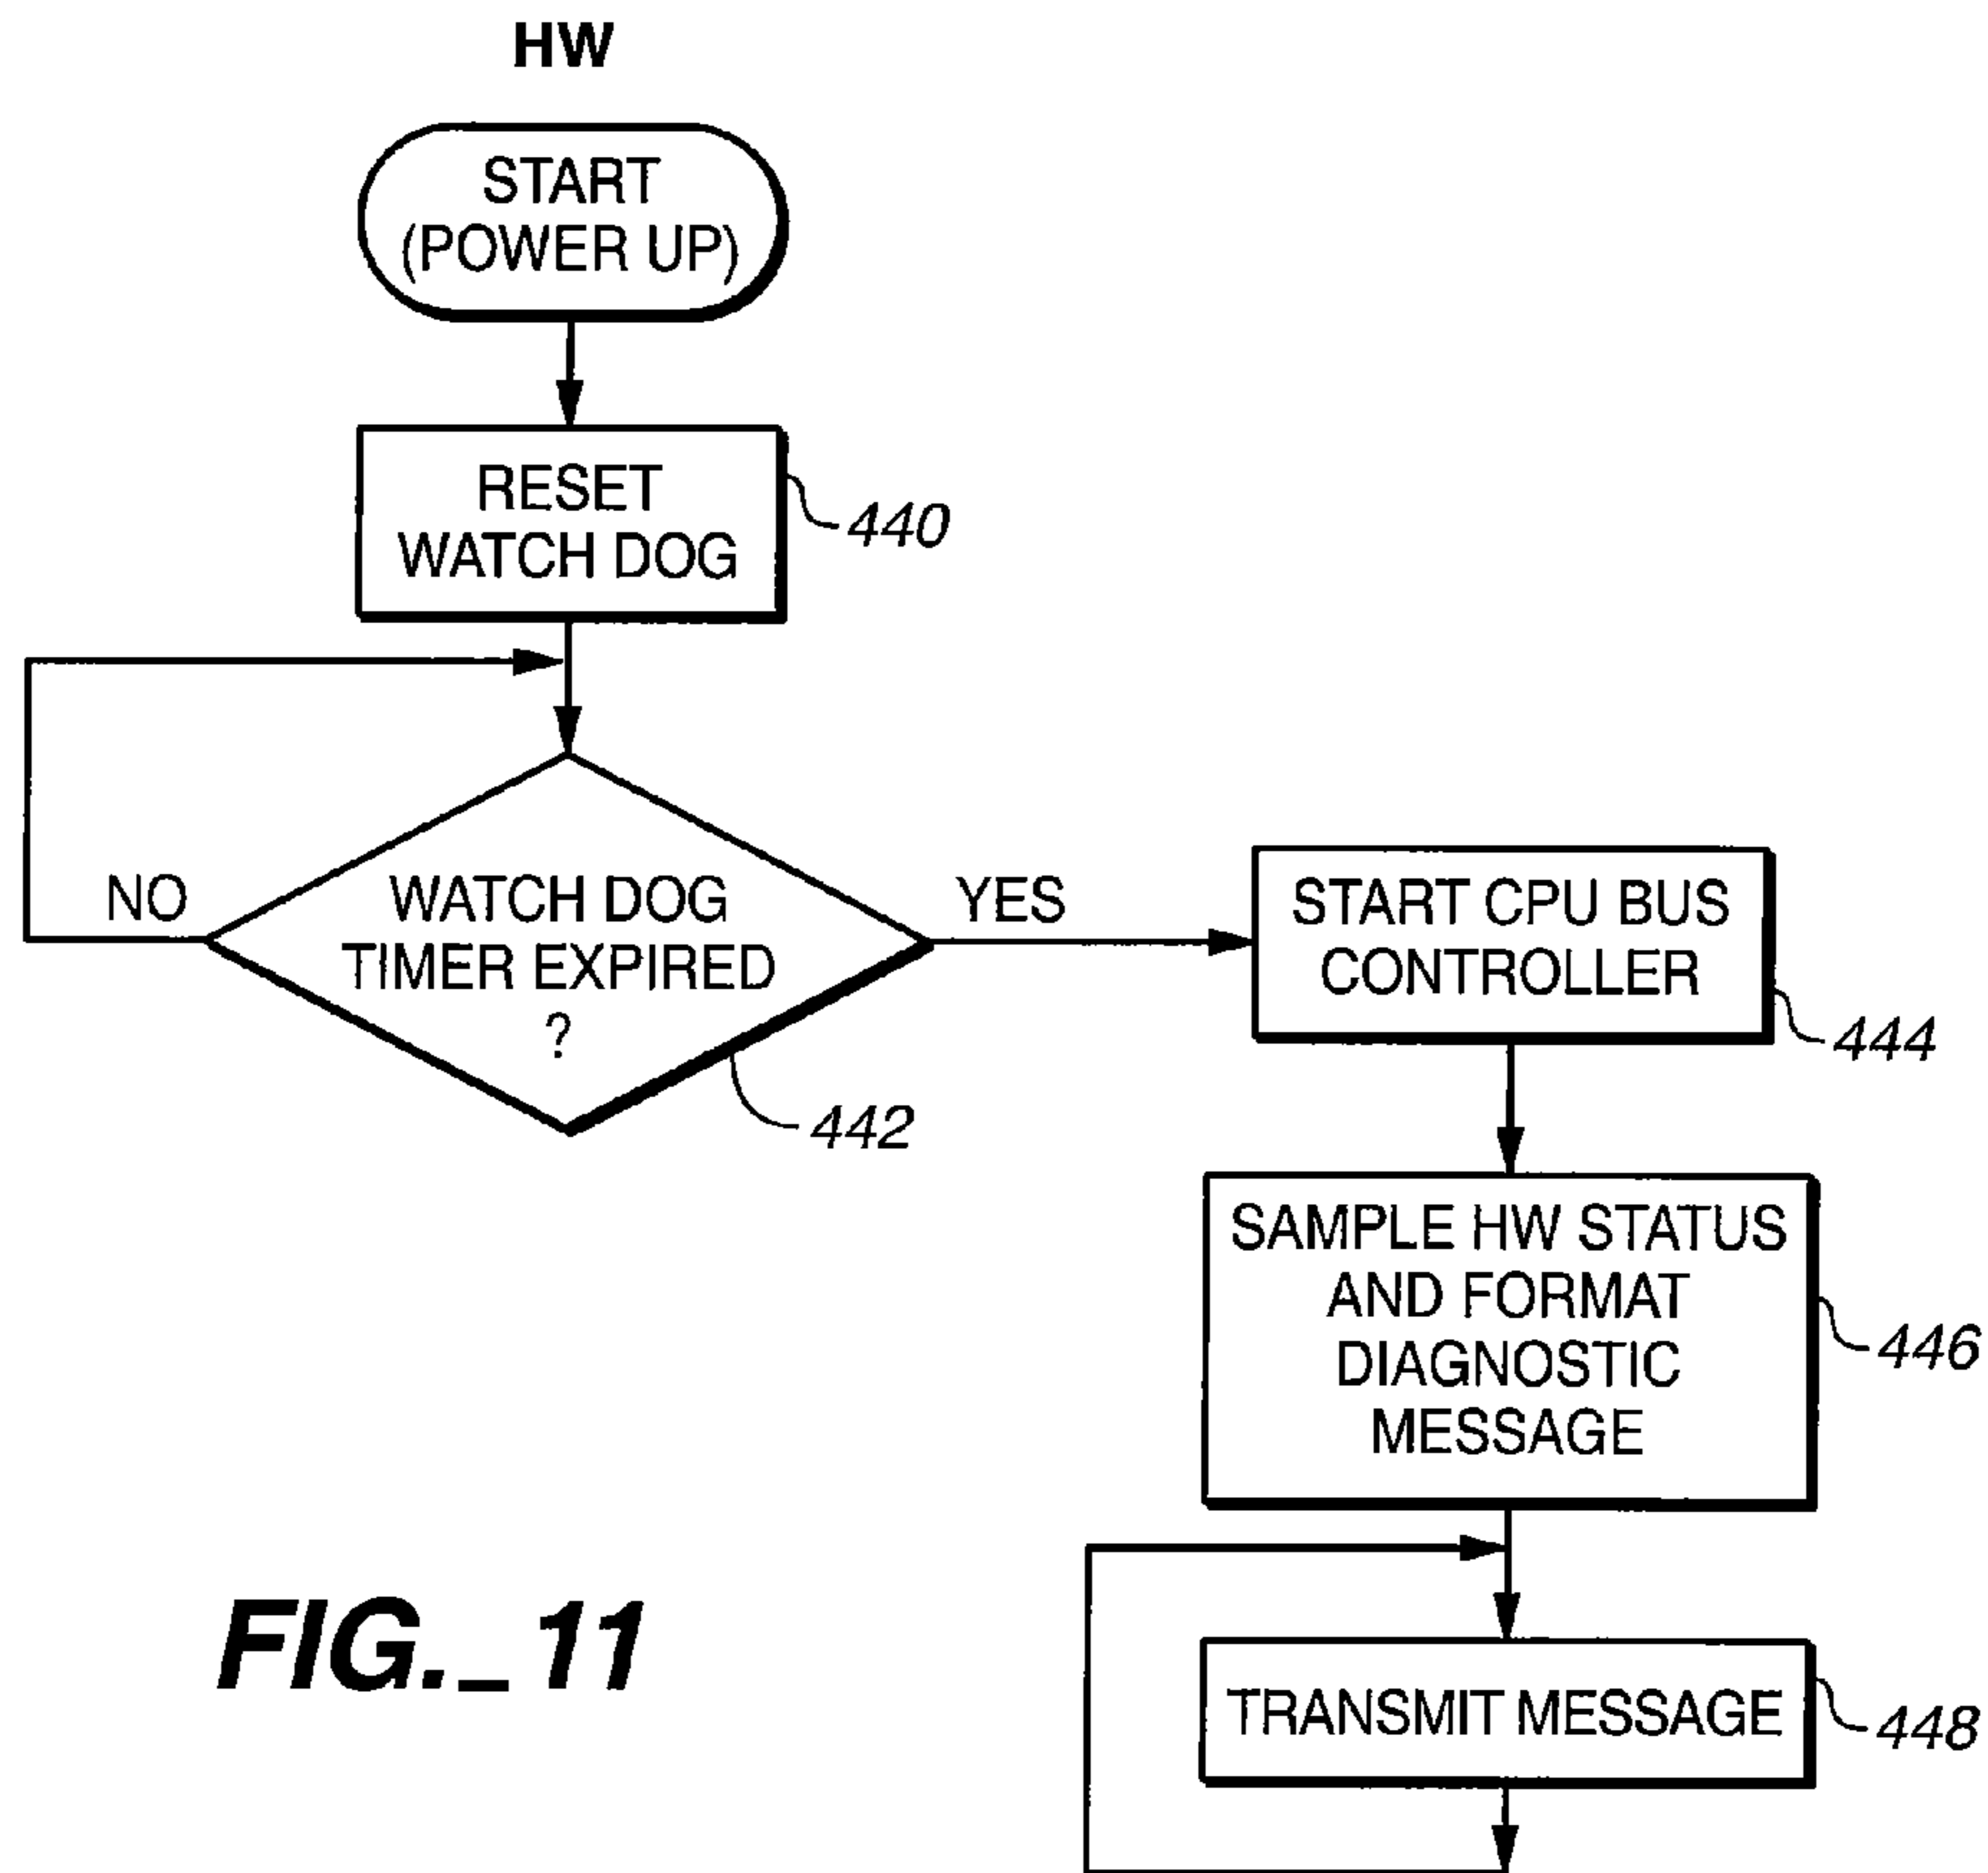 HW
START
(POWER UP)
RESET
WATCH DOG
440
NO
WATCH DOG
TIMER EXPIRED
?
YES
442
START CPU BUS
CONTROLLER
444
SAMPLE HW STATUS
AND FORMAT
DIAGNOSTIC
MESSAGE
446
TRANSMIT MESSAGE
448
FIG._11